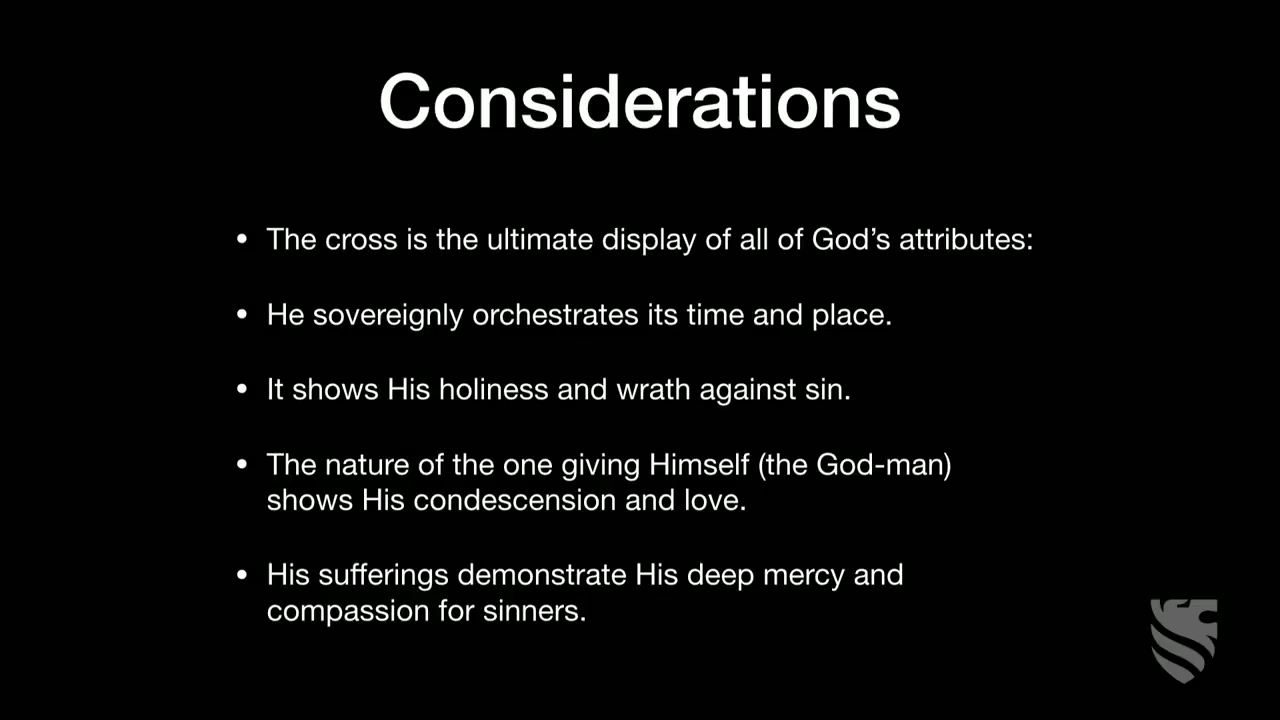 Considerations
• The cross is the ultimate display of all of God’s attributes:
• He sovereignly orchestrates its time and place.
• It shows His holiness and wrath against sin.
• The nature of the one giving Himself (the God-man)
shows His condescension and love.
• His sufferings demonstrate His deep mercy and
compassion for sinners.